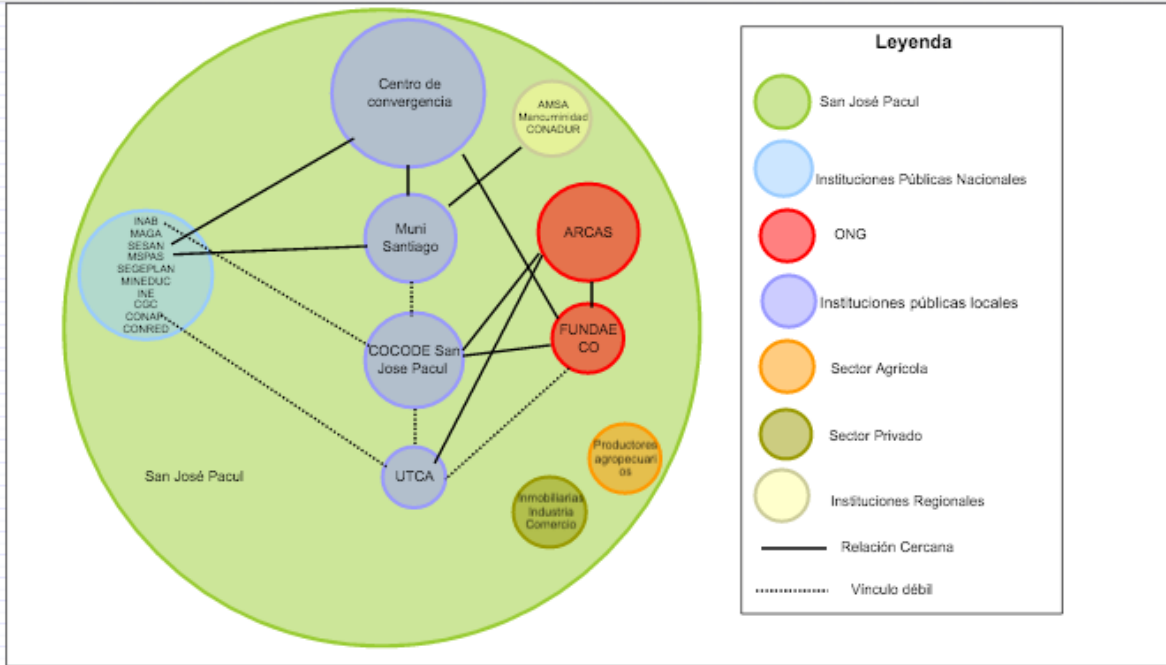 Centro de
convergencia
AMSA
Mancuminidad
CONADUR
Muni
Santiago
ARCAS
INAB
MAGA
SESAN
MSPAS
SEGEPLAN
MINEDUC
INE
CGC
CONAP
CONRED
COCODE San
Jose Pacul
FUNDAE
CO
UTCA
Productores
agropecuari
os
Inmobiliarias
Industria
Comercio
San José Pacul
Leyenda
San José Pacul
Instituciones Públicas Nacionales
ONG
Instituciones públicas locales
Sector Agrícola
Sector Privado
Instituciones Regionales
Relación Cercana
Vínculo débil